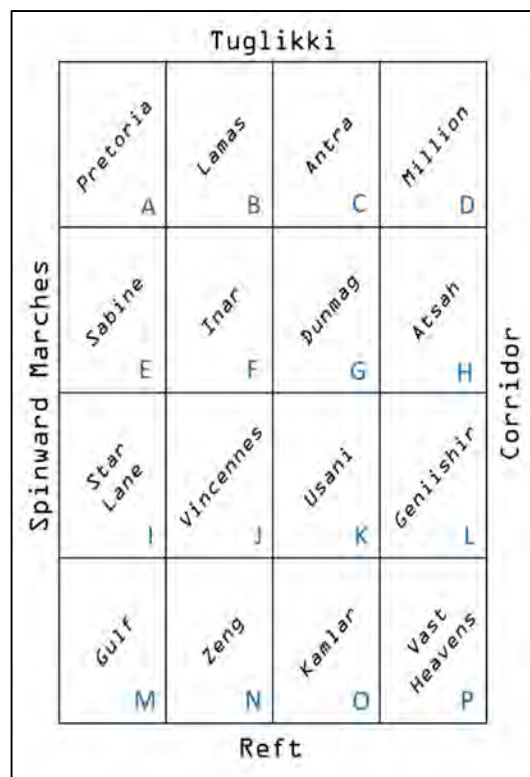 Tuglikki
Pretoria
A
Lamas
B
Antra
C
Million
D
Spinward Marches
Sabine
E
Inar
F
Dunmag
G
Atsah
H
Corridor
Star
Lane
I
Vincennes
J
Usani
K
Geniishir
L
Gulf
M
Zeng
N
Kamlar
O
Vast
Heavens
P
Reft